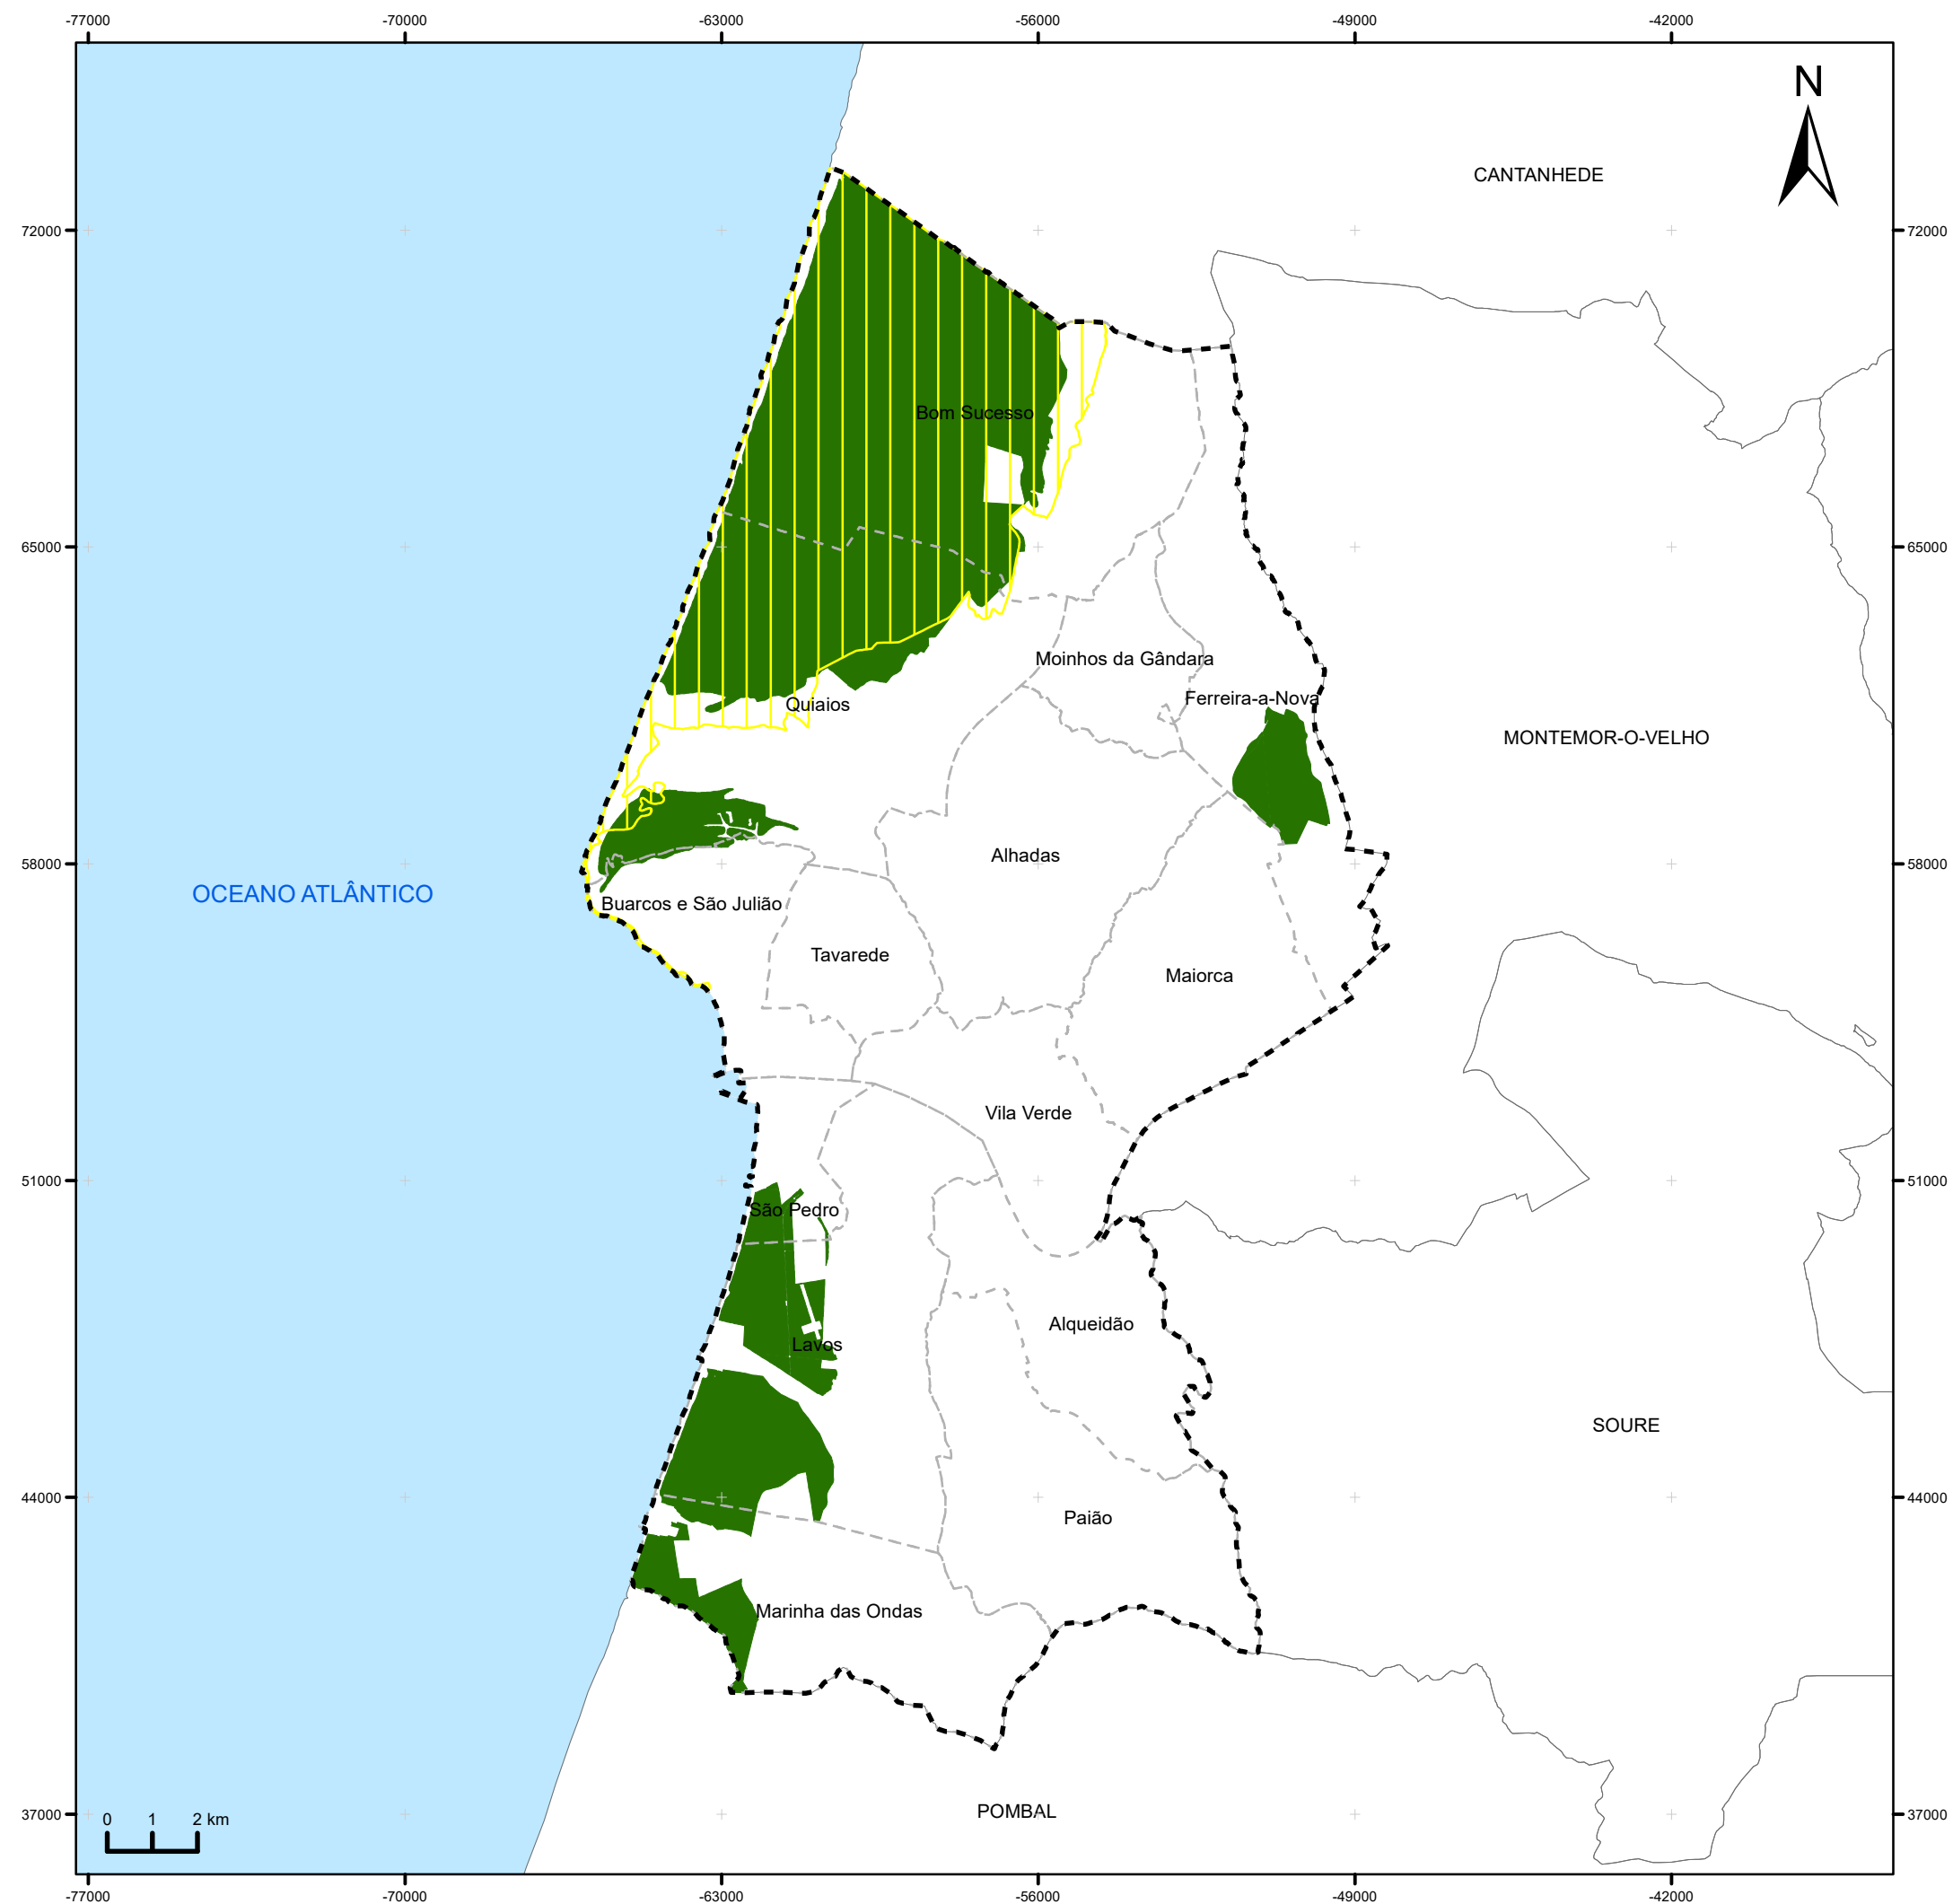 -77000 -70000 -63000 -56000 -49000 -42000
N
CANTANHEDE
72000 72000
Bom Sucesso
65000 65000
Moinhos da Gândara
Ferreira-a-Nova
Quiaios
MONTEMOR-O-VELHO
Alhadas
58000 58000
OCEANO ATLÂNTICO
Buarcos e São Julião
Tavarede
Maiorca
Vila Verde
51000 51000
São Pedro
Alqueidão
Lavos
SOURE
44000 44000
Paião
Marinha das Ondas
POMBAL
37000 37000
0 1 2 km
-77000 -70000 -63000 -56000 -49000 -42000